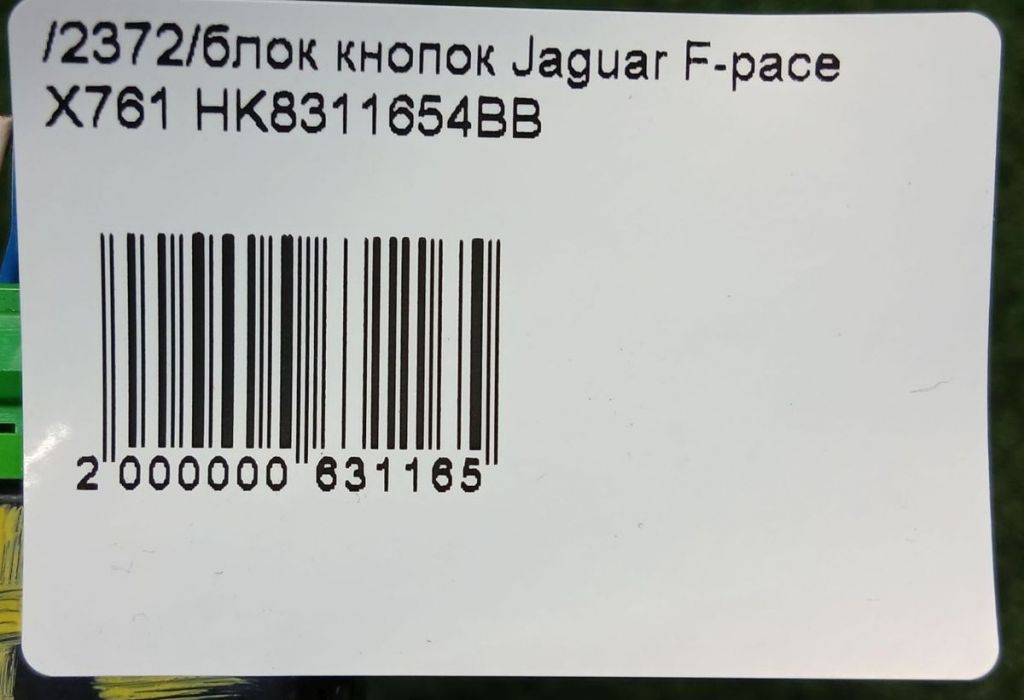 /2372/блок кнопок Jaguar F-pace
X761 HK8311654BB
2 000000 631165